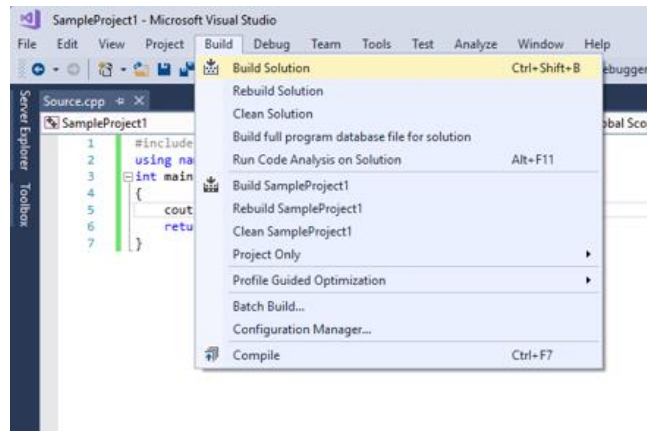 SampleProject1 - Microsoft Visual Studio
File Edit View Project Build Debug Team Tools Test Analyze Window Help
Build Solution Ctrl+Shift+B
Rebuild Solution
Clean Solution
Build full program database file for solution
Run Code Analysis on Solution Alt+F11
Build SampleProject1
Rebuild SampleProject1
Clean SampleProject1
Project Only
Profile Guided Optimization
Batch Build...
Configuration Manager...
Compile Ctrl+F7
ebugger
Server Explorer
Toolbox
Source.cpp
SampleProject1
bal Sco
1 #include
2 using na
3 int main
4 {
5 cout
6 retu
7 }